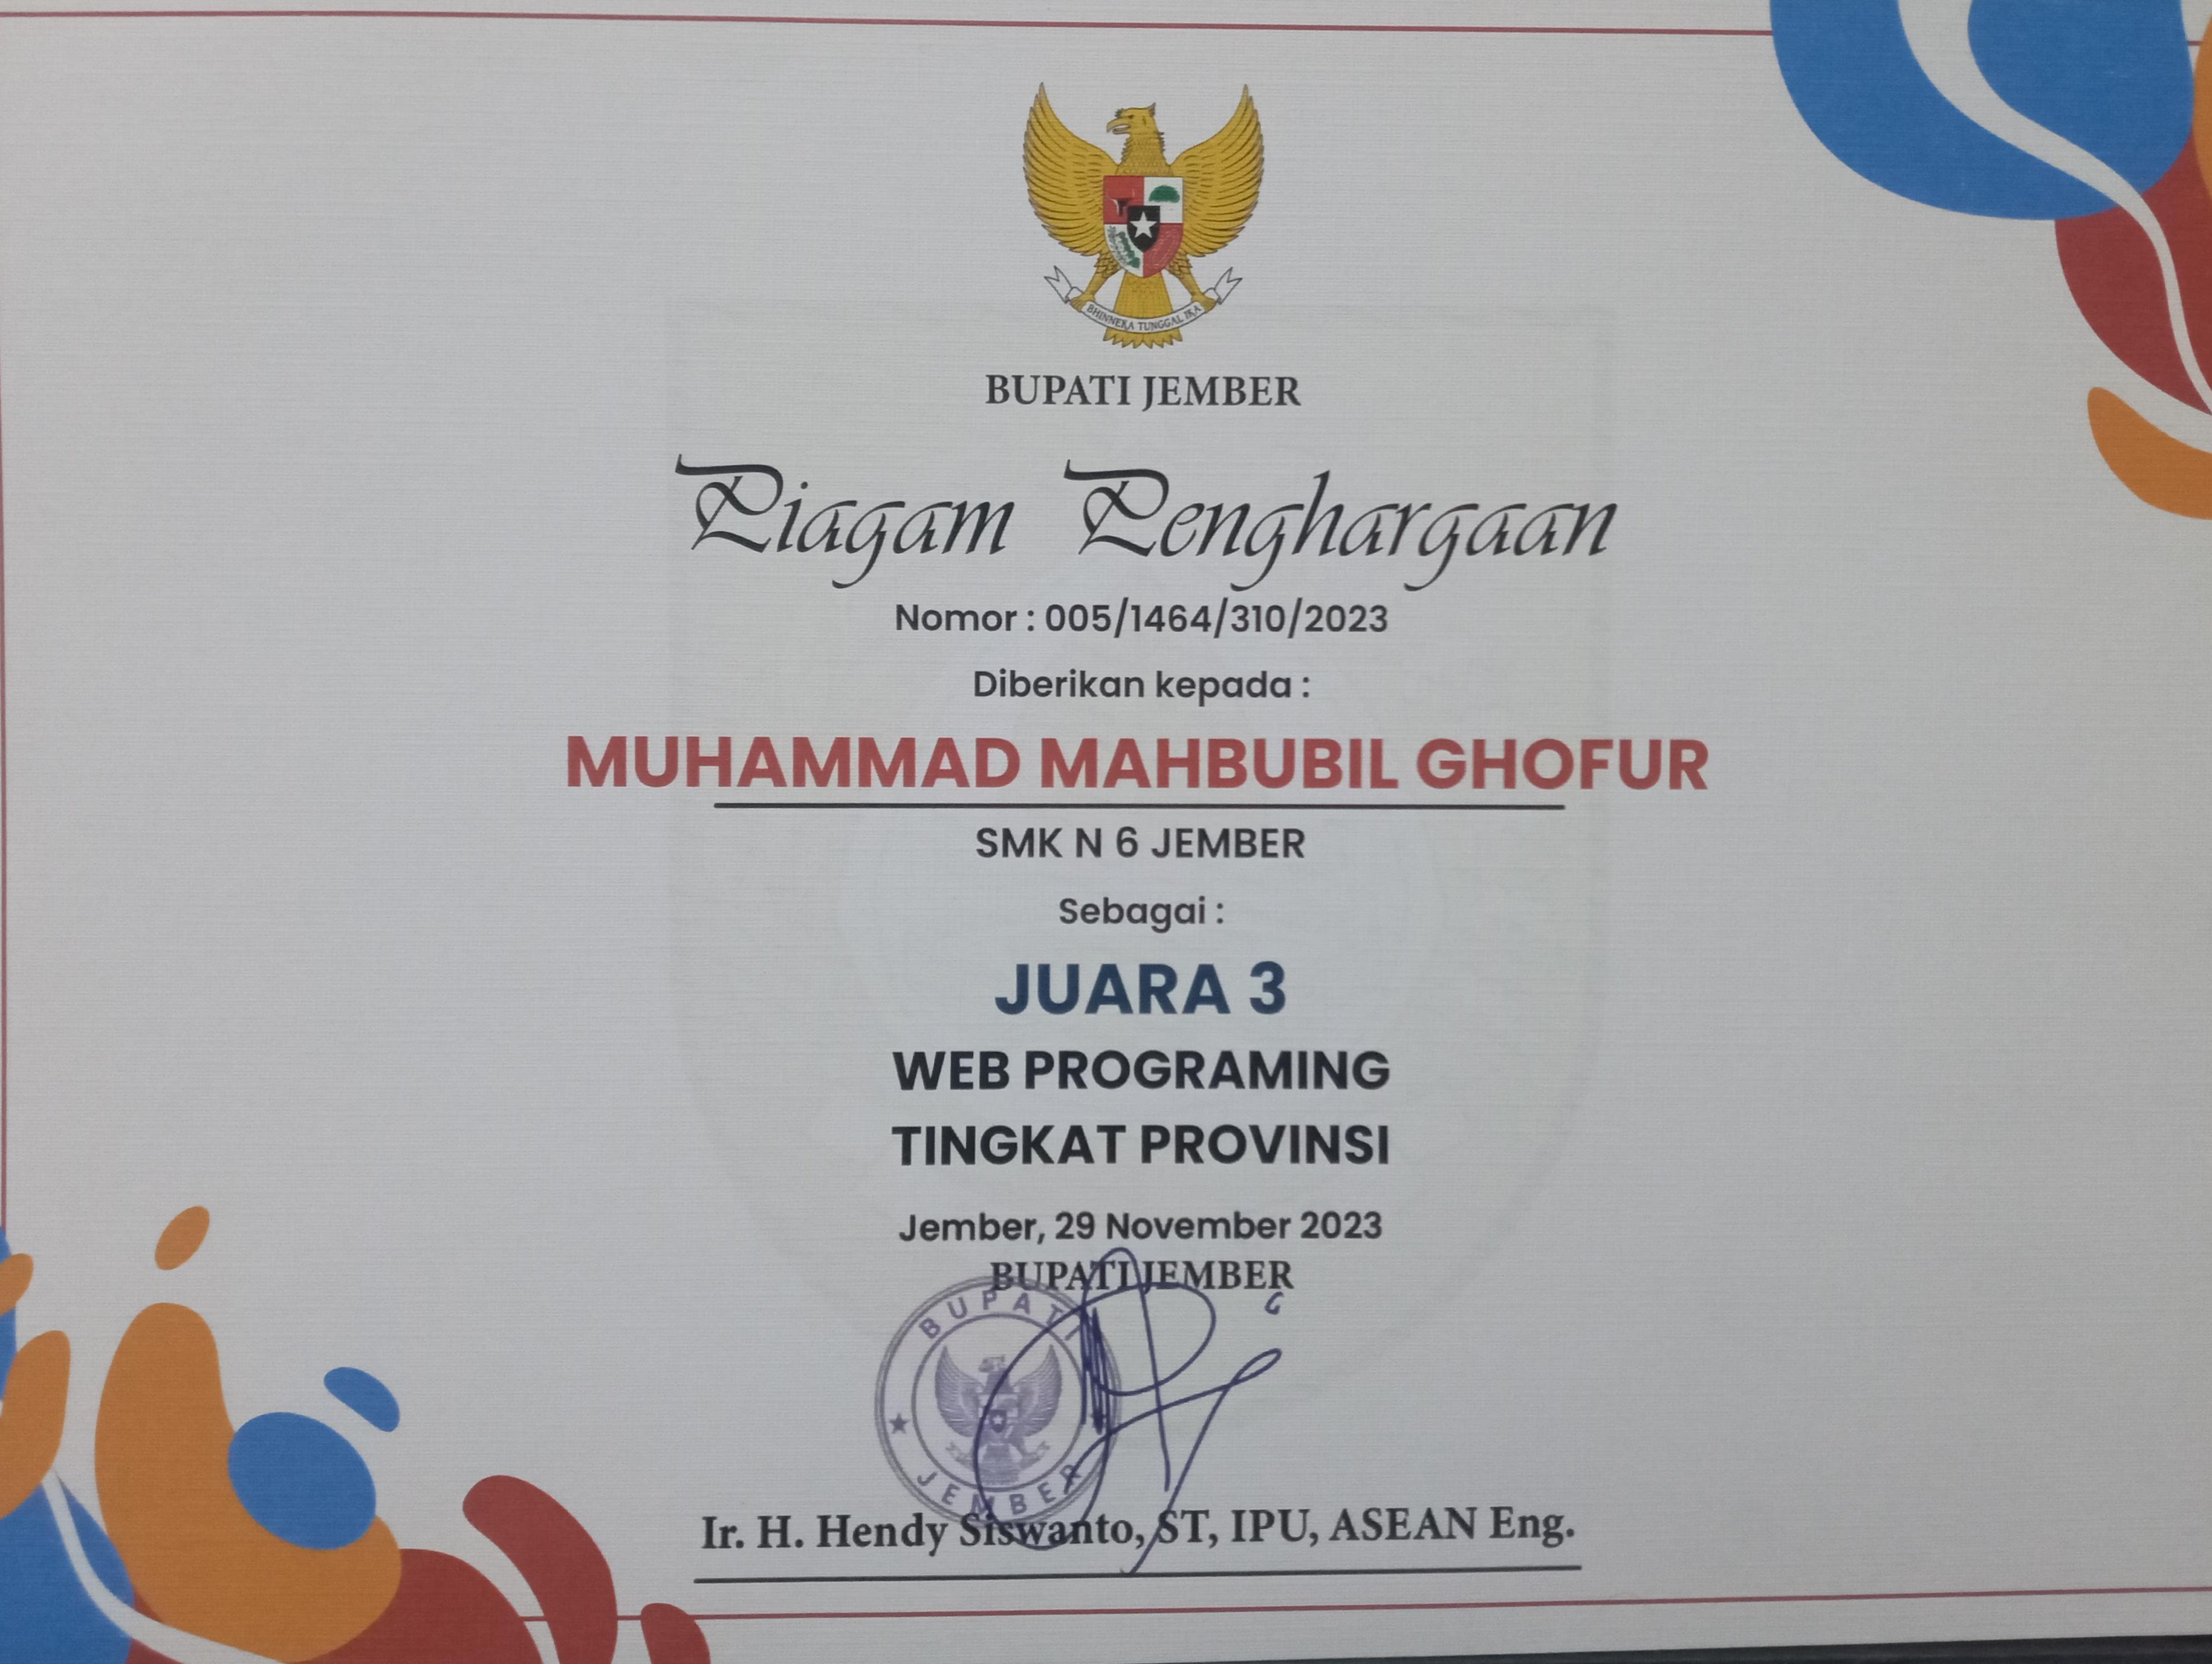 BHINNEKA TUNGGAL IKA
BUPATI JEMBER
Piagam Penghargaan
Nomor : 005/1464/310/2023
Diberikan kepada :
MUHAMMAD MAHBUBIL GHOFUR
SMK N 6 JEMBER
Sebagai :
JUARA 3
WEB PROGRAMING
TINGKAT PROVINSI
Jember, 29 November 2023
BUPATI JEMBER
BUPATI
JEMBER
Ir. H. Hendy Siswanto, ST, IPU, ASEAN Eng.